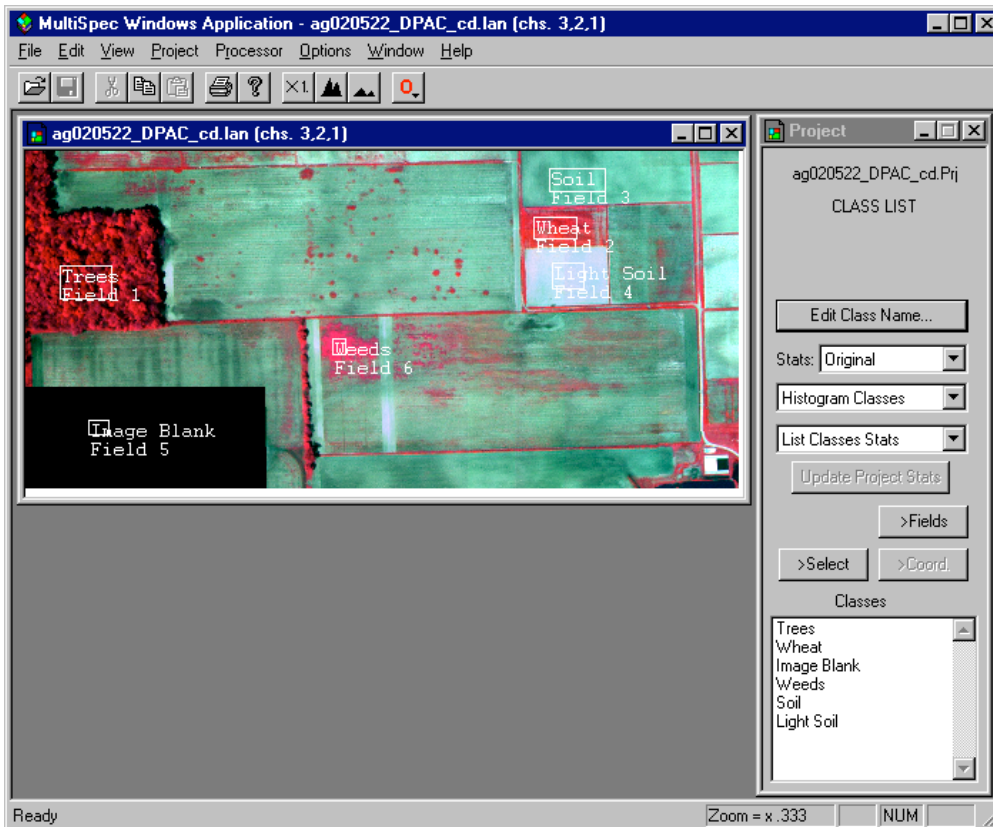 MultiSpec Windows Application - ag020522_DPAC_cd.lan (chs. 3,2,1)
File Edit View Project Processor Options Window Help
×1.
O
ag020522_DPAC_cd.lan (chs. 3,2,1)
Soil
Field 3
Wheat
Field 2
Trees
Field 1
Light Soil
Field 4
Weeds
Field 6
Image Blank
Field 5
Project
ag020522_DPAC_cd.Prj
CLASS LIST
Edit Class Name...
Stats: Original
Histogram Classes
List Classes Stats
Update Project Stats
>Fields
>Select >Coord.
Classes
Trees
Wheat
Image Blank
Weeds
Soil
Light Soil
Ready Zoom = x .333 NUM